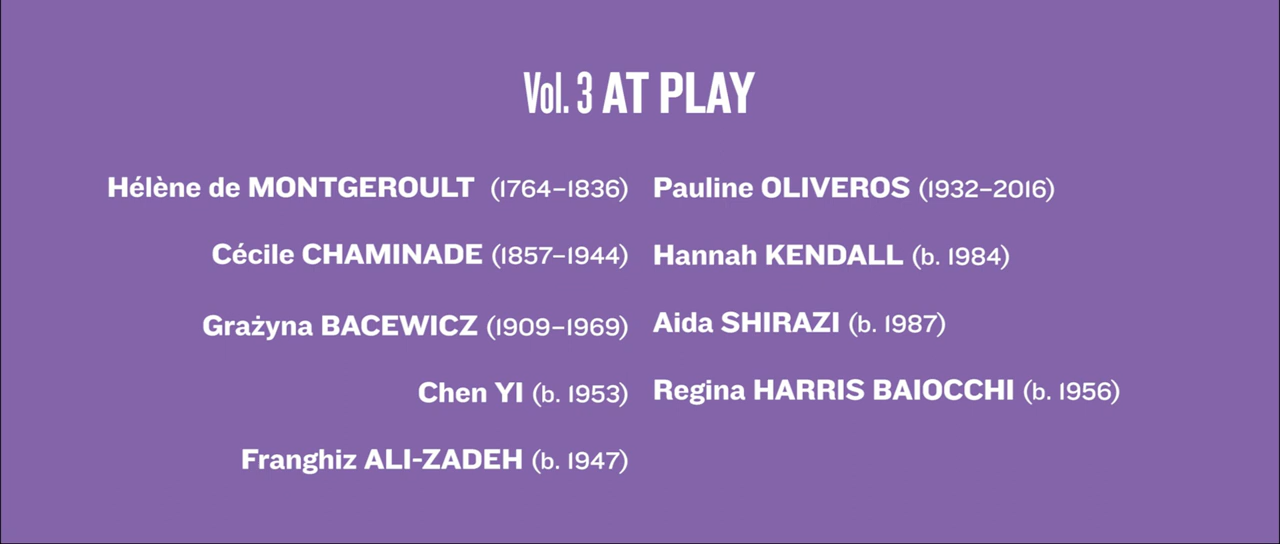 Vol. 3 AT PLAY
Hélène de MONTGEROULT (1764–1836)
Cécile CHAMINADE (1857–1944)
Grażyna BACEWICZ (1909–1969)
Chen YI (b. 1953)
Franghiz ALI-ZADEH (b. 1947)
Pauline OLIVEROS (1932–2016)
Hannah KENDALL (b. 1984)
Aida SHIRAZI (b. 1987)
Regina HARRIS BAIOCCHI (b. 1956)